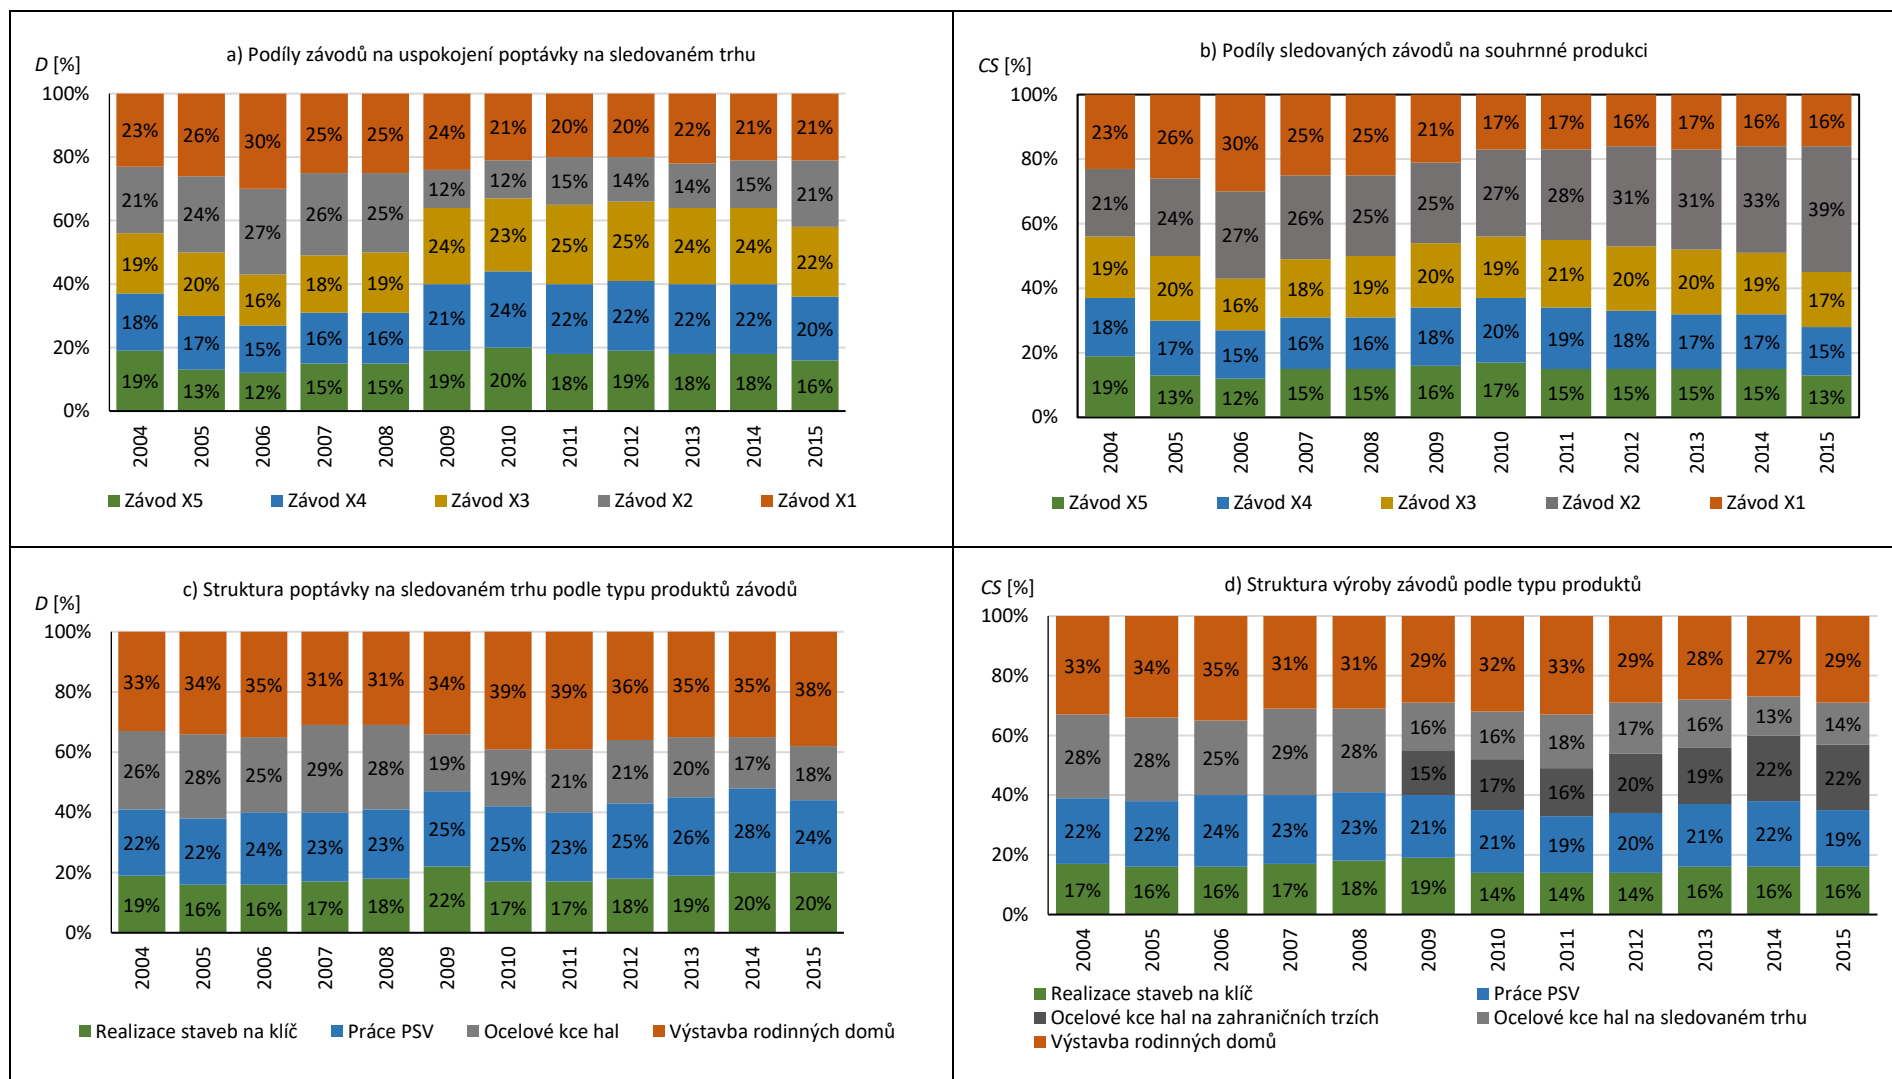 a) Podíly závodů na uspokojení poptávky na sledovaném trhu
D [%]
100%
80%
60%
40%
20%
0%
23% 26% 30% 25% 25% 24% 21% 20% 20% 22% 21% 21%
21% 24% 27% 26% 25% 12% 12% 15% 14% 14% 15% 21%
19% 20% 16% 18% 19% 24% 23% 25% 25% 24% 24% 22%
18% 17% 15% 16% 16% 21% 24% 22% 22% 22% 22% 20%
19% 13% 12% 15% 15% 19% 20% 18% 19% 18% 18% 16%
2004 2005 2006 2007 2008 2009 2010 2011 2012 2013 2014 2015
Závod X5 Závod X4 Závod X3 Závod X2 Závod X1
b) Podíly sledovaných závodů na souhrnné produkci
CS [%]
100%
80%
60%
40%
20%
0%
23% 26% 30% 25% 25% 21% 17% 17% 16% 17% 16% 16%
21% 24% 27% 26% 25% 25% 27% 28% 31% 31% 33% 39%
19% 20% 16% 18% 19% 20% 19% 21% 20% 20% 19% 17%
18% 17% 15% 16% 16% 18% 20% 19% 18% 17% 17% 15%
19% 13% 12% 15% 15% 16% 17% 15% 15% 15% 15% 13%
2004 2005 2006 2007 2008 2009 2010 2011 2012 2013 2014 2015
Závod X5 Závod X4 Závod X3 Závod X2 Závod X1
c) Struktura poptávky na sledovaném trhu podle typu produktů závodů
D [%]
100%
80%
60%
40%
20%
0%
33% 34% 35% 31% 31% 34% 39% 39% 36% 35% 35% 38%
26% 28% 25% 29% 28% 19% 19% 21% 21% 20% 17% 18%
22% 22% 24% 23% 23% 25% 25% 23% 25% 26% 28% 24%
19% 16% 16% 17% 18% 22% 17% 17% 18% 19% 20% 20%
2004 2005 2006 2007 2008 2009 2010 2011 2012 2013 2014 2015
Realizace staveb na klíč Práce PSV Ocelové kce hal Výstavba rodinných domů
d) Struktura výroby závodů podle typu produktů
CS [%]
100%
80%
60%
40%
20%
0%
33% 34% 35% 31% 31% 29% 32% 33% 29% 28% 27% 29%
28% 28% 25% 29% 28% 16% 16% 18% 17% 16% 13% 14%
15% 17% 16% 20% 19% 22% 22%
22% 22% 24% 23% 23% 21% 21% 19% 20% 21% 22% 19%
17% 16% 16% 17% 18% 19% 14% 14% 14% 16% 16% 16%
2004 2005 2006 2007 2008 2009 2010 2011 2012 2013 2014 2015
Realizace staveb na klíč Práce PSV
Ocelové kce hal na zahraničních trzích Ocelové kce hal na sledovaném trhu
Výstavba rodinných domů